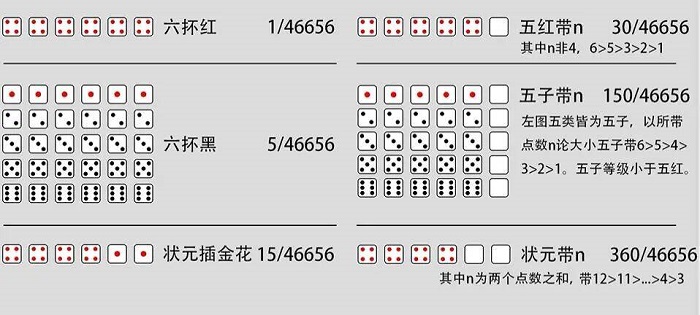 六抔红 1/46656
五红带n 30/46656
其中n非4，6>5>3>2>1
六抔黑 5/46656
五子带n 150/46656
左图五类皆为五子，以所带
点数n论大小五子带6>5>4>
3>2>1。五子等级小于五红。
状元插金花 15/46656
状元带n 360/46656
其中n为两个点数之和，带12>11>...>4>3